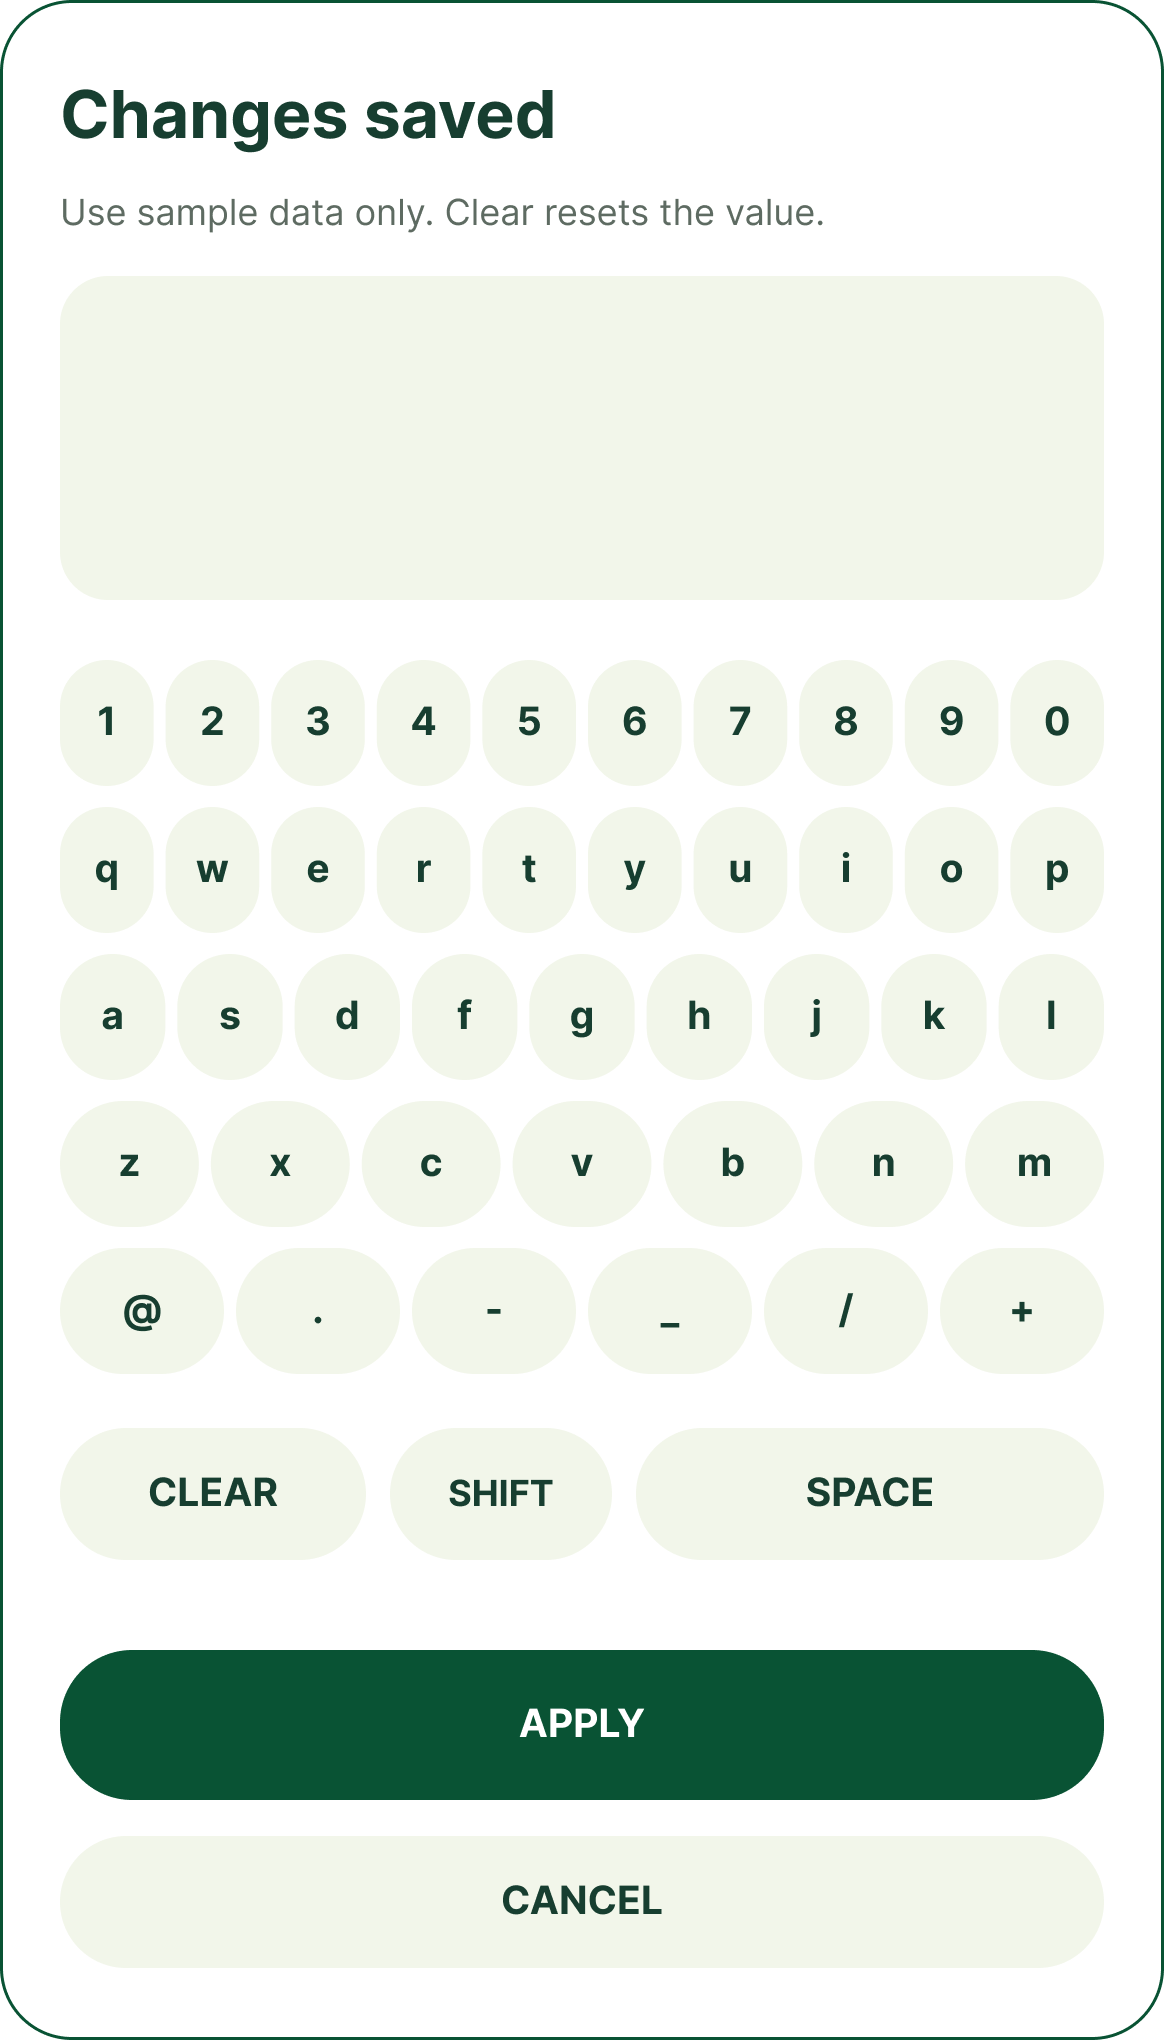 Changes saved
Use sample data only. Clear resets the value.
1 2 3 4 5 6 7 8 9 0
q w e r t y u i o p
a s d f g h j k l
z x c v b n m
@ . - _ / +
CLEAR SHIFT SPACE
APPLY
CANCEL